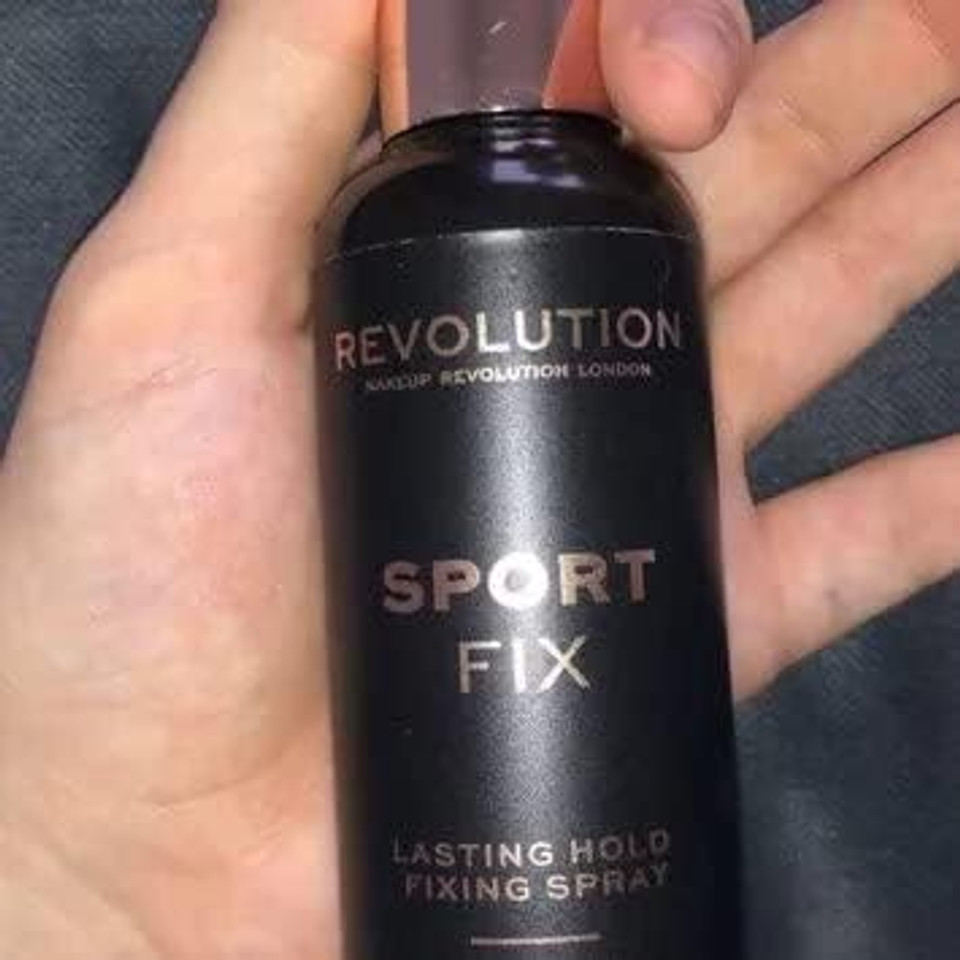 REVOLUTION
MAKEUP REVOLUTION LONDON
SPORT
FIX
LASTING HOLD
FIXING SPRAY